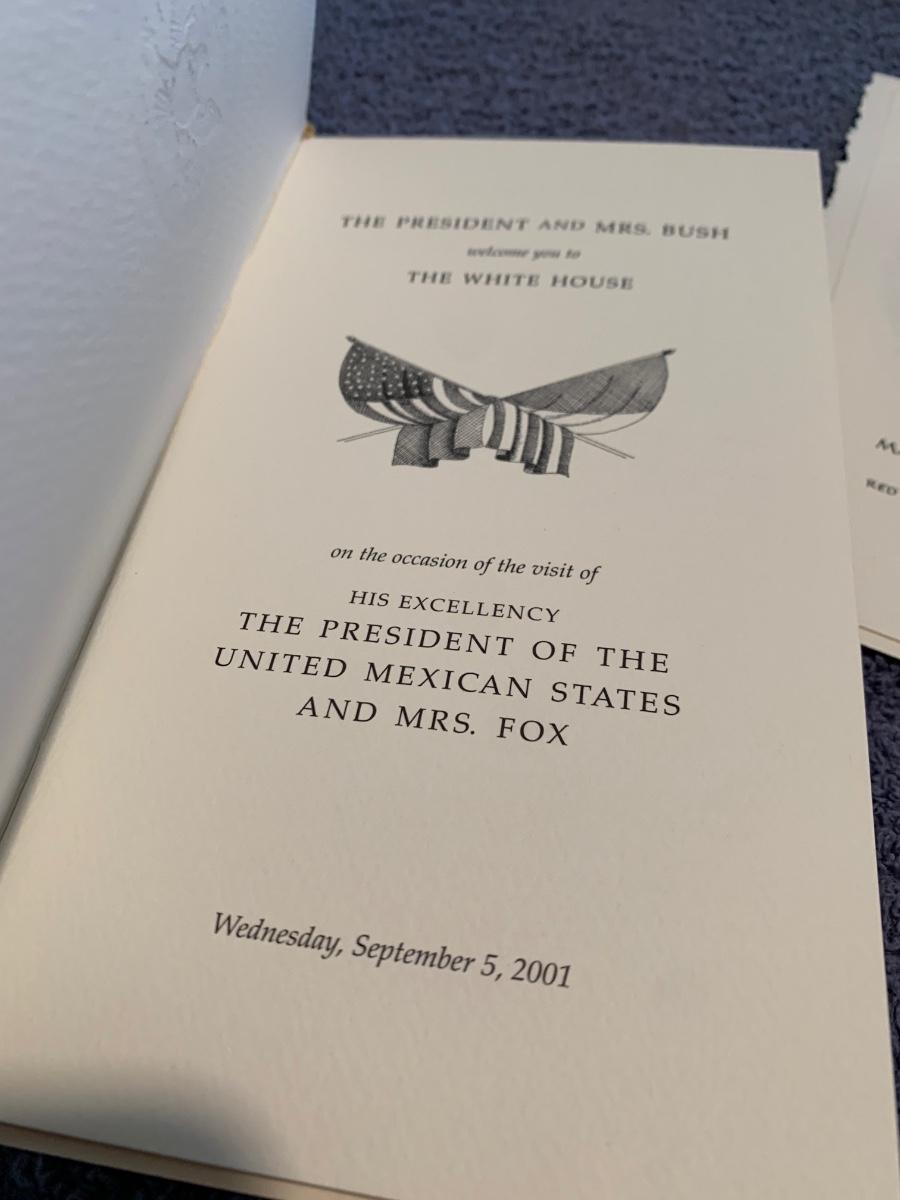 THE PRESIDENT AND MRS. BUSH
welcome you to
THE WHITE HOUSE
on the occasion of the visit of
HIS EXCELLENCY
THE PRESIDENT OF THE
UNITED MEXICAN STATES
AND MRS. FOX
Wednesday, September 5, 2001
RED